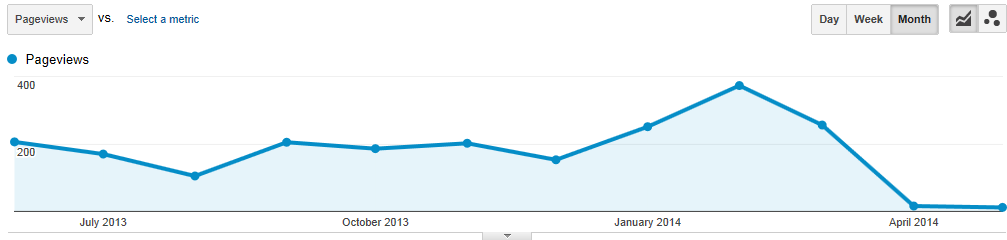 Pageviews vs. Select a metric Day Week Month
Pageviews
400
200
July 2013 October 2013 January 2014 April 2014